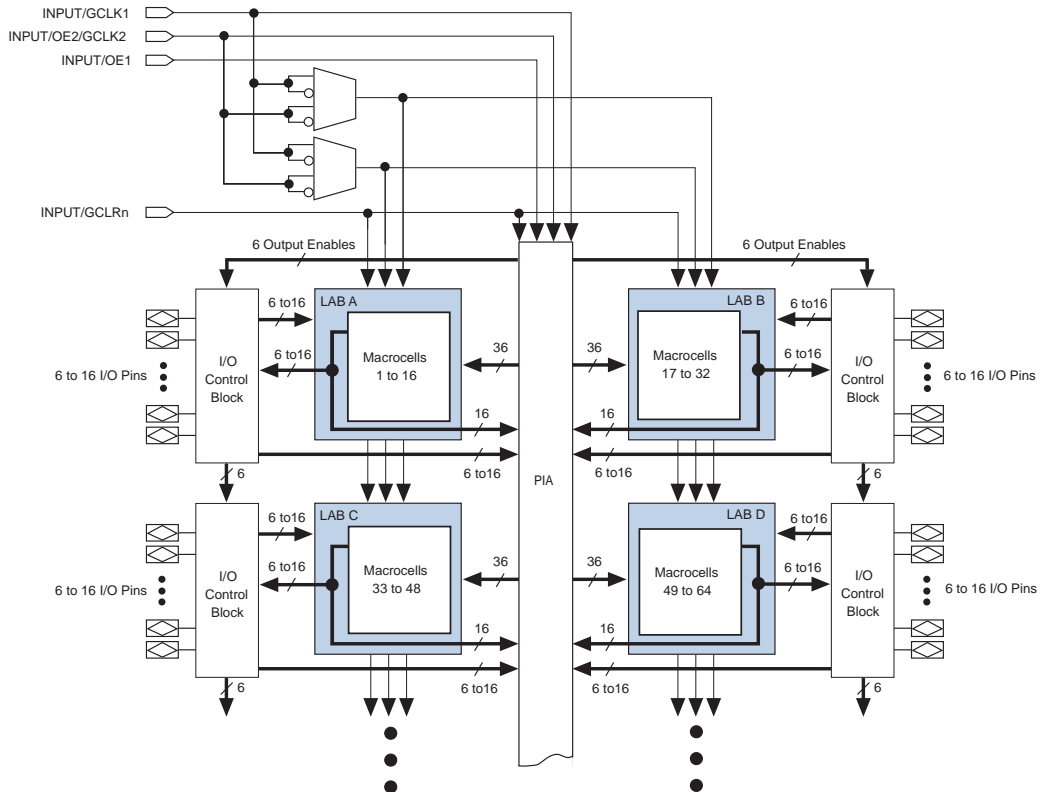 INPUT/GCLK1
INPUT/OE2/GCLK2
INPUT/OE1
INPUT/GCLRn
6 Output Enables
6 Output Enables
LAB A
LAB B
6 to16
6 to16
Macrocells
1 to 16
Macrocells
17 to 32
36
36
6 to16
6 to16
I/O
Control
Block
I/O
Control
Block
6 to 16 I/O Pins
6 to 16 I/O Pins
16
16
6 to16
6 to16
6
6
PIA
LAB C
LAB D
6 to16
6 to16
Macrocells
33 to 48
Macrocells
49 to 64
36
36
6 to16
6 to16
I/O
Control
Block
I/O
Control
Block
6 to 16 I/O Pins
6 to 16 I/O Pins
16
16
6 to16
6 to16
6
6